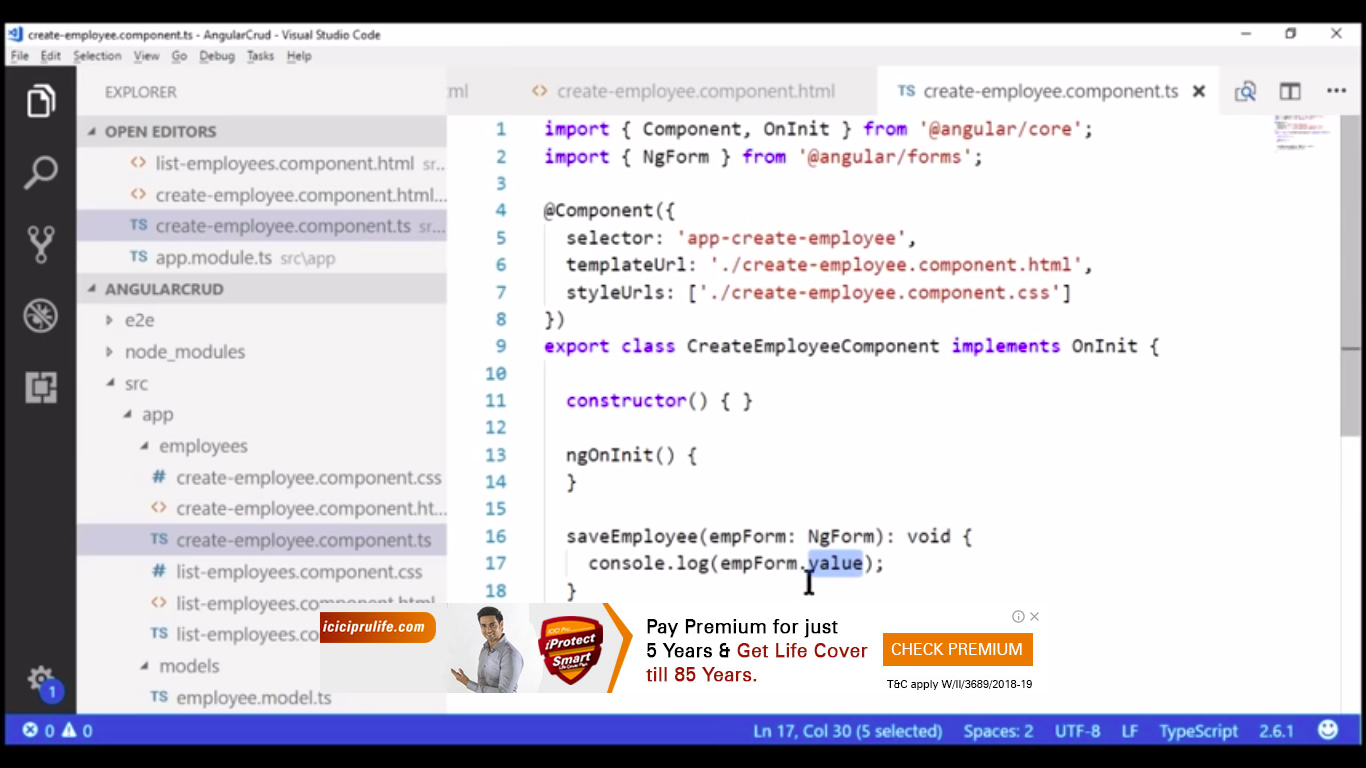 create-employee.component.ts - AngularCrud - Visual Studio Code
File Edit Selection View Go Debug Tasks Help
EXPLORER
OPEN EDITORS
list-employees.component.html sr...
create-employee.component.html...
TS create-employee.component.ts sr...
TS app.module.ts src\app
ANGULARCRUD
e2e
node_modules
src
app
employees
# create-employee.component.css
<> create-employee.component.ht...
TS create-employee.component.ts
# list-employees.component.css
<> list-employees.component.html
TS list-employees.co
models
TS employee.model.ts
1
ml <> create-employee.component.html TS create-employee.component.ts
1 import { Component, OnInit } from '@angular/core';
2 import { NgForm } from '@angular/forms';
3
4 @Component({
5 selector: 'app-create-employee',
6 templateUrl: './create-employee.component.html',
7 styleUrls: ['./create-employee.component.css']
8 })
9 export class CreateEmployeeComponent implements OnInit {
10
11 constructor() { }
12
13 ngOnInit() {
14 }
15
16 saveEmployee(empForm: NgForm): void {
17 console.log(empForm.value);
18 }
iciciprulife.com
iProtect
Smart
Pay Premium for just
5 Years & Get Life Cover
till 85 Years.
CHECK PREMIUM
T&C apply W/II/3689/2018-19
0 0 Ln 17, Col 30 (5 selected) Spaces: 2 UTF-8 LF TypeScript 2.6.1